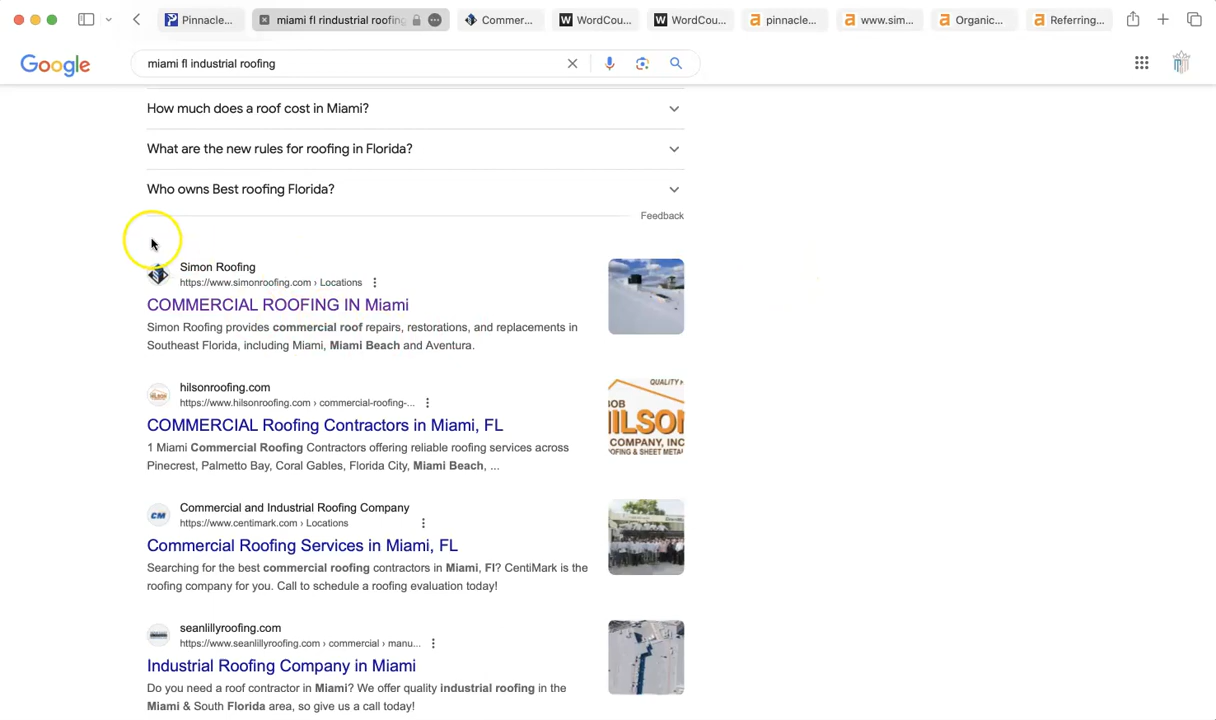 Pinnacle...
miami fl rindustrial roofing
Commer...
WordCou...
WordCou...
pinnacle...
www.sim...
Organic...
Referring...
Google
miami fl industrial roofing
How much does a roof cost in Miami?
What are the new rules for roofing in Florida?
Who owns Best roofing Florida?
Feedback
Simon Roofing
https://www.simonroofing.com › Locations
COMMERCIAL ROOFING IN Miami
Simon Roofing provides commercial roof repairs, restorations, and replacements in
Southeast Florida, including Miami, Miami Beach and Aventura.
hilsonroofing.com
https://www.hilsonroofing.com › commercial-roofing-...
COMMERCIAL Roofing Contractors in Miami, FL
1 Miami Commercial Roofing Contractors offering reliable roofing services across
Pinecrest, Palmetto Bay, Coral Gables, Florida City, Miami Beach, ...
QUALITY
BOB
HILSON
COMPANY, INC
OFING & SHEET METAL
CM
Commercial and Industrial Roofing Company
https://www.centimark.com › Locations
Commercial Roofing Services in Miami, FL
Searching for the best commercial roofing contractors in Miami, Fl? CentiMark is the
roofing company for you. Call to schedule a roofing evaluation today!
seanlillyroofing.com
https://www.seanlillyroofing.com › commercial › manu...
Industrial Roofing Company in Miami
Do you need a roof contractor in Miami? We offer quality industrial roofing in the
Miami & South Florida area, so give us a call today!